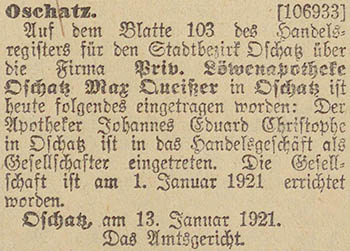 Oschatz. [106933]
Auf dem Blatte 103 des Handels-
registers für den Stadtbezirk Oschatz über
die Firma Priv. Löwenapotheke
Oschatz Max Queißer in Oschatz ist
heute folgendes eingetragen worden: Der
Apotheker Johannes Eduard Christophe
in Oschatz ist in das Handelsgeschäft als
Gesellschafter eingetreten. Die Gesell-
schaft ist am 1. Januar 1921 errichtet
worden.
Oschatz, am 13. Januar 1921.
Das Amtsgericht.